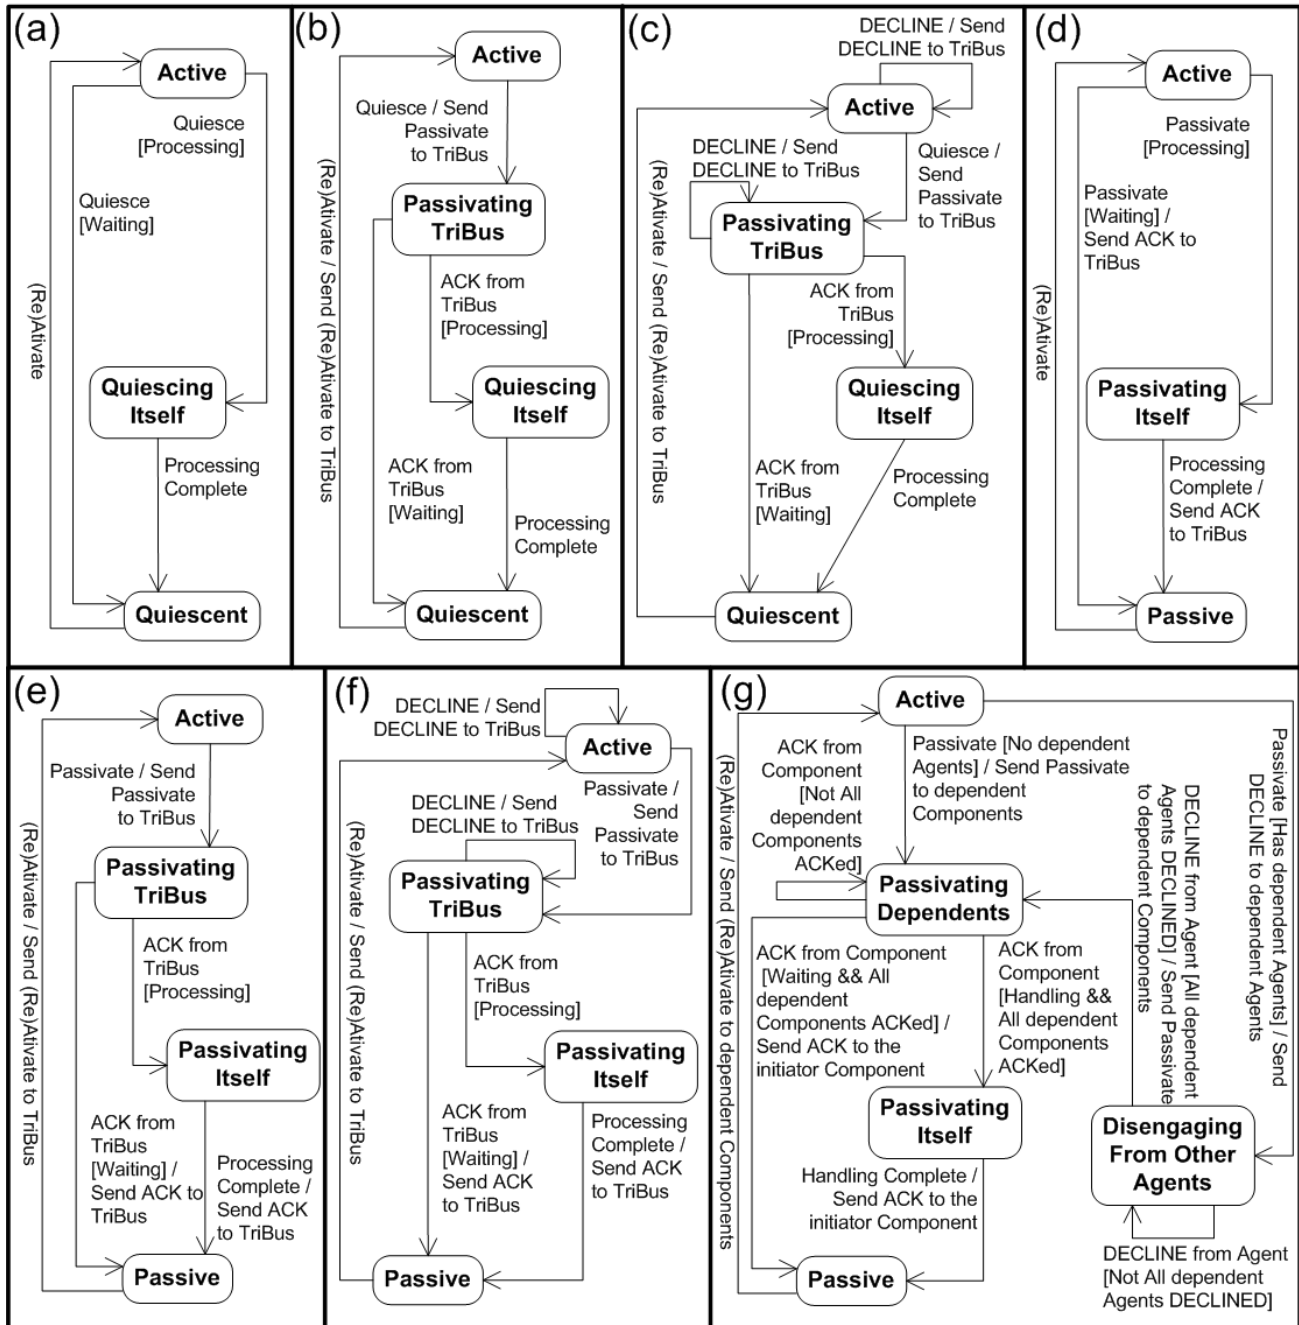 (a)
Active
Quiesce
[Processing]
Quiesce
[Waiting]
(Re)Ativate
Quiescing
Itself
Processing
Complete
Quiescent
(b)
Active
Quiesce / Send
Passivate
to TriBus
(Re)Ativate / Send (Re)Ativate to TriBus
Passivating
TriBus
ACK from
TriBus
[Processing]
Quiescing
Itself
ACK from
TriBus
[Waiting]
Processing
Complete
Quiescent
(c)
DECLINE / Send
DECLINE to TriBus
Active
DECLINE / Send
DECLINE to TriBus
Quiesce /
Send
Passivate
to TriBus
(Re)Ativate / Send (Re)Ativate to TriBus
Passivating
TriBus
ACK from
TriBus
[Processing]
Quiescing
Itself
ACK from
TriBus
[Waiting]
Processing
Complete
Quiescent
(d)
Active
Passivate
[Processing]
Passivate
[Waiting] /
Send ACK to
TriBus
(Re)Ativate
Passivating
Itself
Processing
Complete /
Send ACK
to TriBus
Passive
(e)
Active
Passivate / Send
Passivate
to TriBus
(Re)Ativate / Send (Re)Ativate to TriBus
Passivating
TriBus
ACK from
TriBus
[Processing]
Passivating
Itself
ACK from
TriBus
[Waiting] /
Send ACK to
TriBus
Processing
Complete /
Send ACK
to TriBus
Passive
(f)
DECLINE / Send
DECLINE to TriBus
Active
DECLINE / Send
DECLINE to TriBus
Passivate /
Send
Passivate
to TriBus
(Re)Ativate / Send (Re)Ativate to TriBus
Passivating
TriBus
ACK from
TriBus
[Processing]
Passivating
Itself
ACK from
TriBus
[Waiting] /
Send ACK
to TriBus
Processing
Complete /
Send ACK
to TriBus
Passive
(g)
Active
ACK from
Component
[Not All
dependent
Components
ACKed]
Passivate [No dependent
Agents] / Send Passivate
to dependent
Components
DECLINE from Agent [All dependent
Agents DECLINED] / Send Passivate
to dependent Components
Passivate [Has dependent Agents] / Send
DECLINE to dependent Agents
(Re)Ativate / Send (Re)Ativate to dependent Components
Passivating
Dependents
ACK from Component
[Waiting && All
dependent
Components ACKed] /
Send ACK to the
initiator Component
ACK from
Component
[Handling &&
All dependent
Components
ACKed]
Passivating
Itself
Disengaging
From Other
Agents
Handling Complete /
Send ACK to the
initiator Component
DECLINE from Agent
[Not All dependent
Agents DECLINED]
Passive